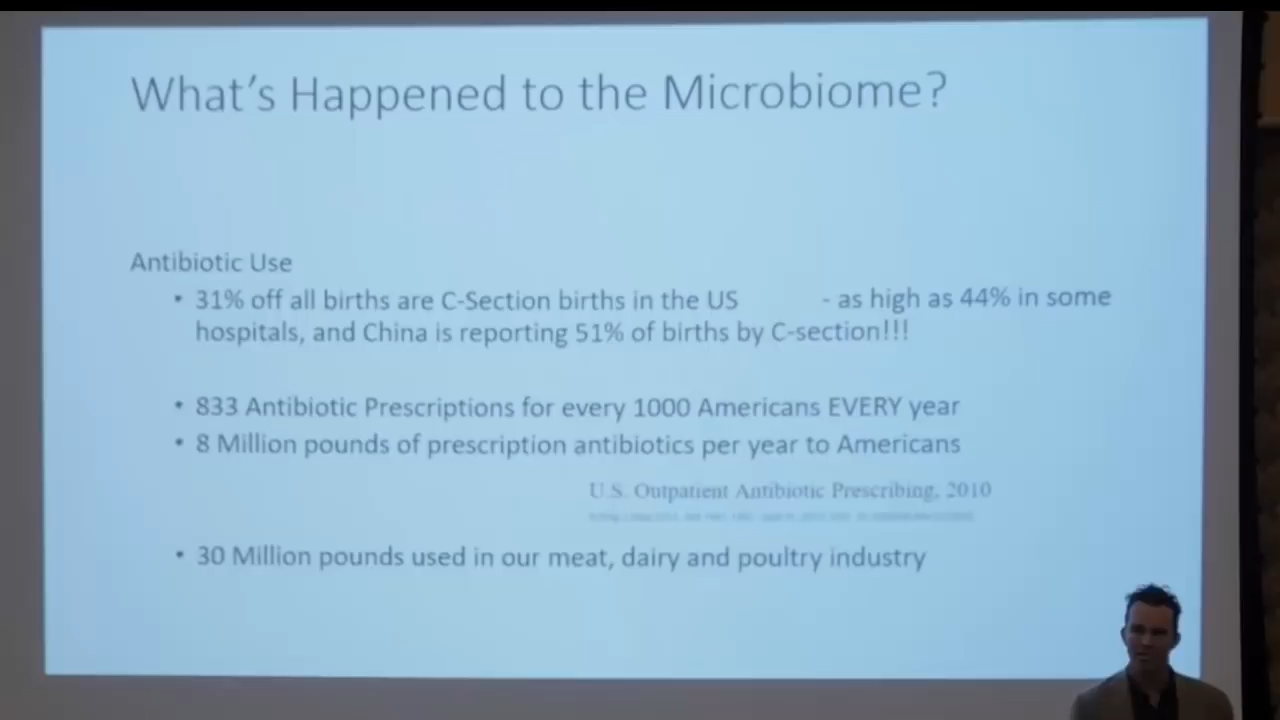 What's Happened to the Microbiome?
Antibiotic Use
• 31% off all births are C-Section births in the US - as high as 44% in some
hospitals, and China is reporting 51% of births by C-section!!!
• 833 Antibiotic Prescriptions for every 1000 Americans EVERY year
• 8 Million pounds of prescription antibiotics per year to Americans
U.S. Outpatient Antibiotic Prescribing, 2010
• 30 Million pounds used in our meat, dairy and poultry industry